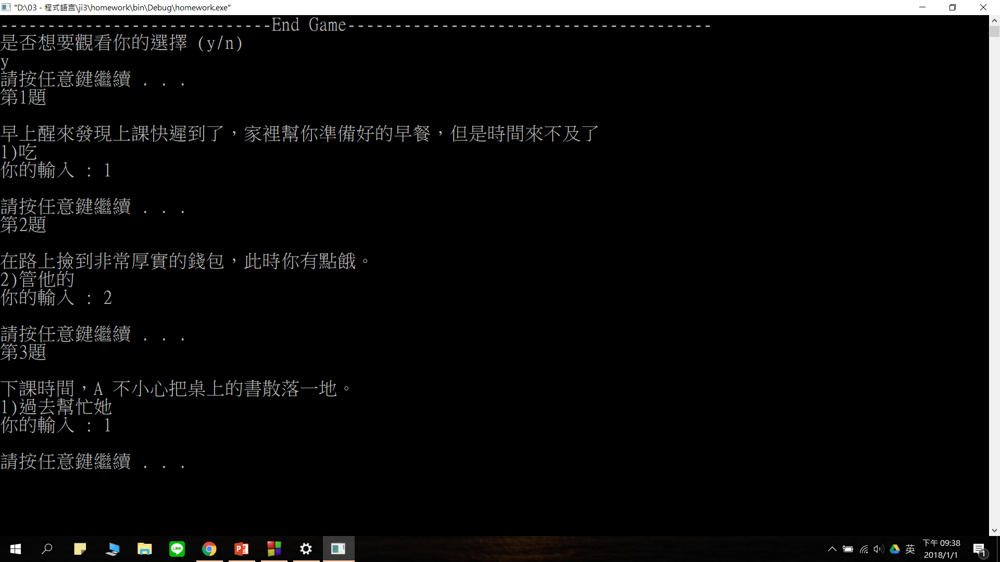 "D:\03 - 程式語言\ji3\homework\bin\Debug\homework.exe"
-----------------------------End Game---------------------------------------
是否想要觀看你的選擇 (y/n)
y
請按任意鍵繼續 . . .
第1題
早上醒來發現上課快遲到了，家裡幫你準備好的早餐，但是時間來不及了
1)吃
你的輸入 : 1
請按任意鍵繼續 . . .
第2題
在路上撿到非常厚實的錢包，此時你有點餓。
2)管他的
你的輸入 : 2
請按任意鍵繼續 . . .
第3題
下課時間，A 不小心把桌上的書散落一地。
1)過去幫忙她
你的輸入 : 1
請按任意鍵繼續 . . .
LINE
P
英
下午 09:38
2018/1/1
1